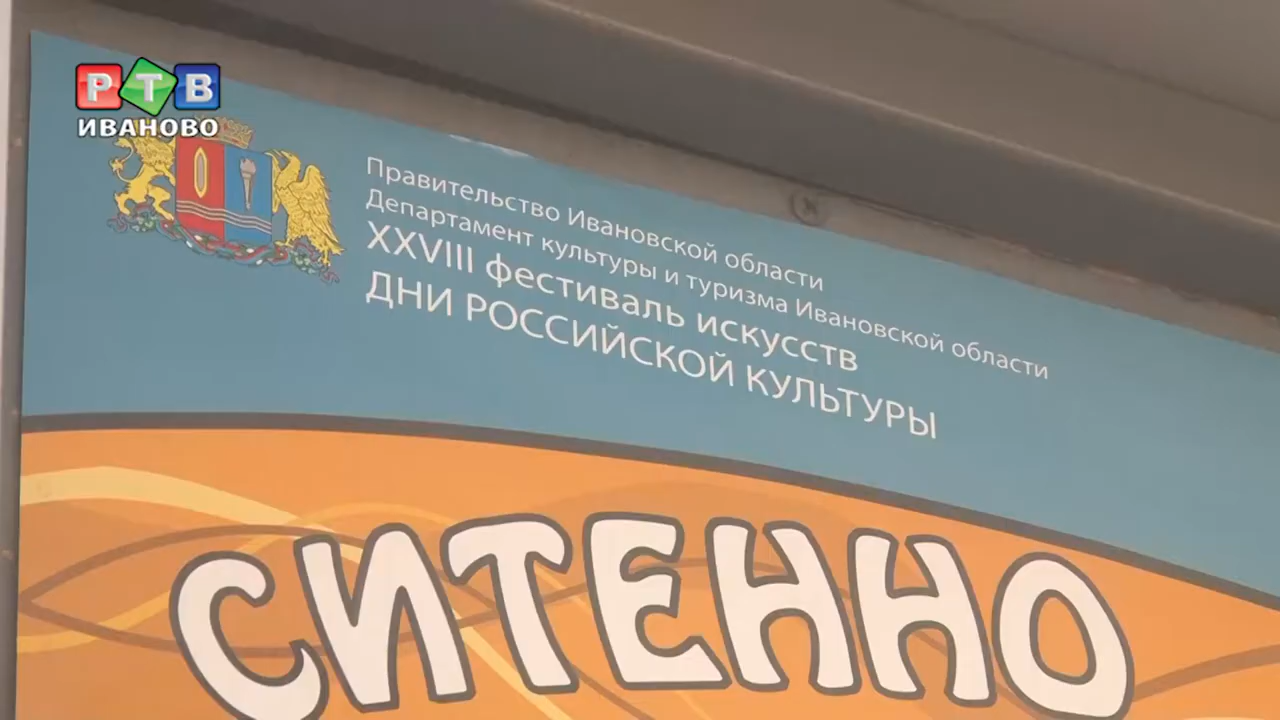 РТВ
ИВАНОВО
Правительство Ивановской области
Департамент культуры и туризма Ивановской области
XXVIII фестиваль искусств
ДНИ РОССИЙСКОЙ КУЛЬТУРЫ
СИТЕННО